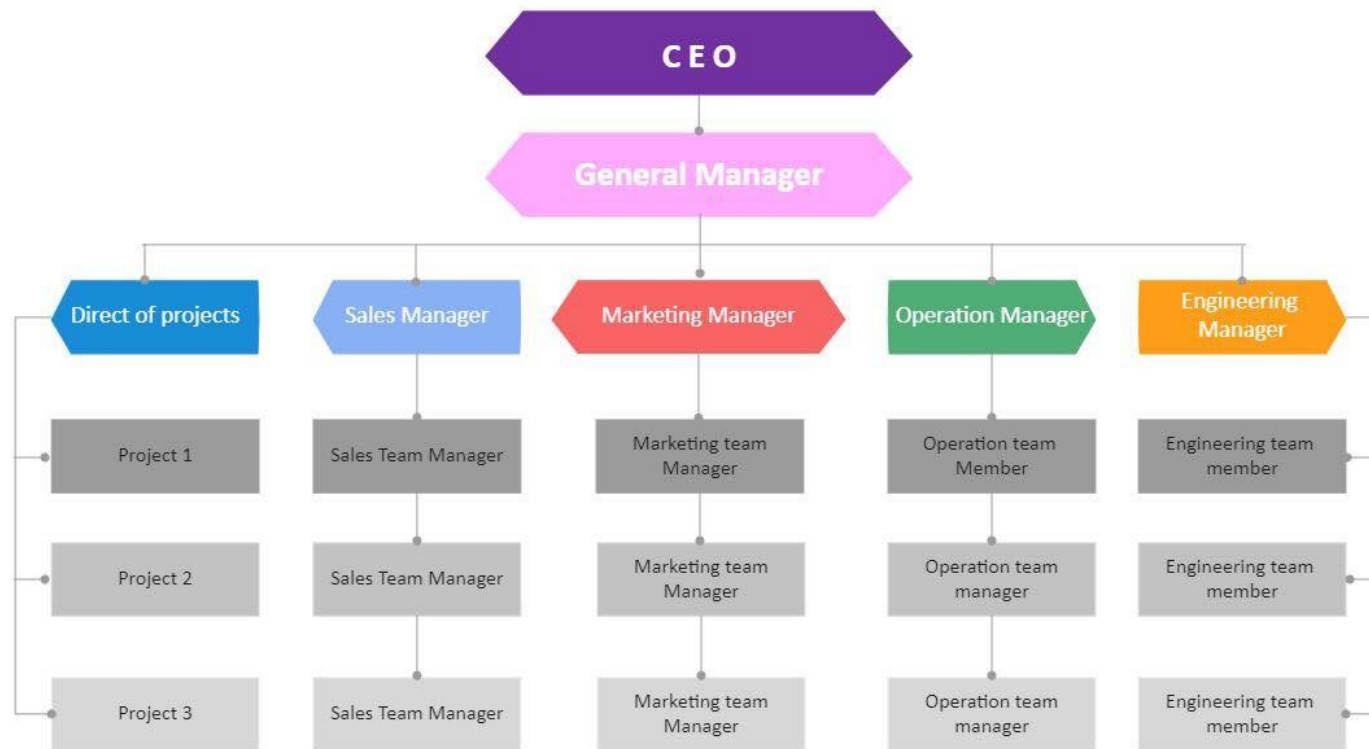 CEO
General Manager
Direct of projects
Sales Manager
Marketing Manager
Operation Manager
Engineering
Manager
Project 1
Sales Team Manager
Marketing team
Manager
Operation team
Member
Engineering team
member
Project 2
Sales Team Manager
Marketing team
Manager
Operation team
manager
Engineering team
member
Project 3
Sales Team Manager
Marketing team
Manager
Operation team
manager
Engineering team
member